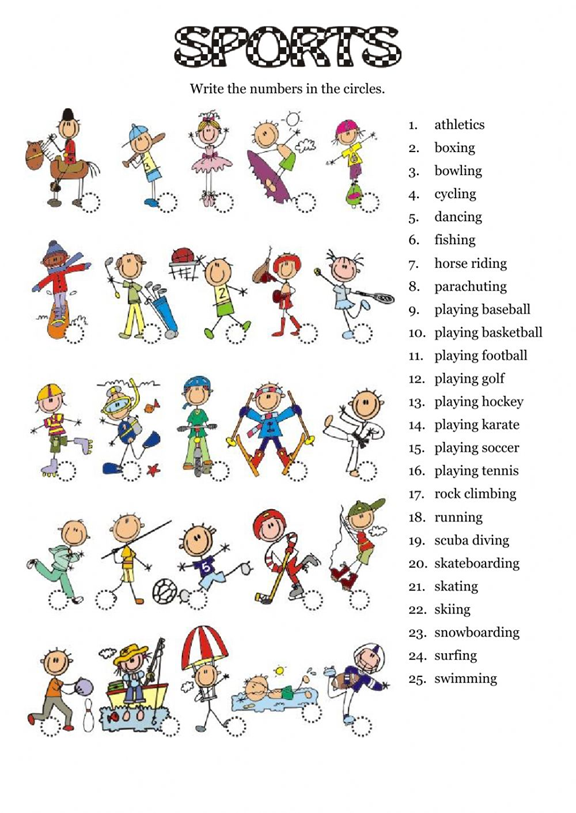 SPORTS
Write the numbers in the circles.
1. athletics
2. boxing
3. bowling
4. cycling
5. dancing
6. fishing
7. horse riding
8. parachuting
9. playing baseball
10. playing basketball
11. playing football
12. playing golf
13. playing hockey
14. playing karate
15. playing soccer
16. playing tennis
17. rock climbing
18. running
19. scuba diving
20. skateboarding
21. skating
22. skiing
23. snowboarding
24. surfing
25. swimming
4
2
5